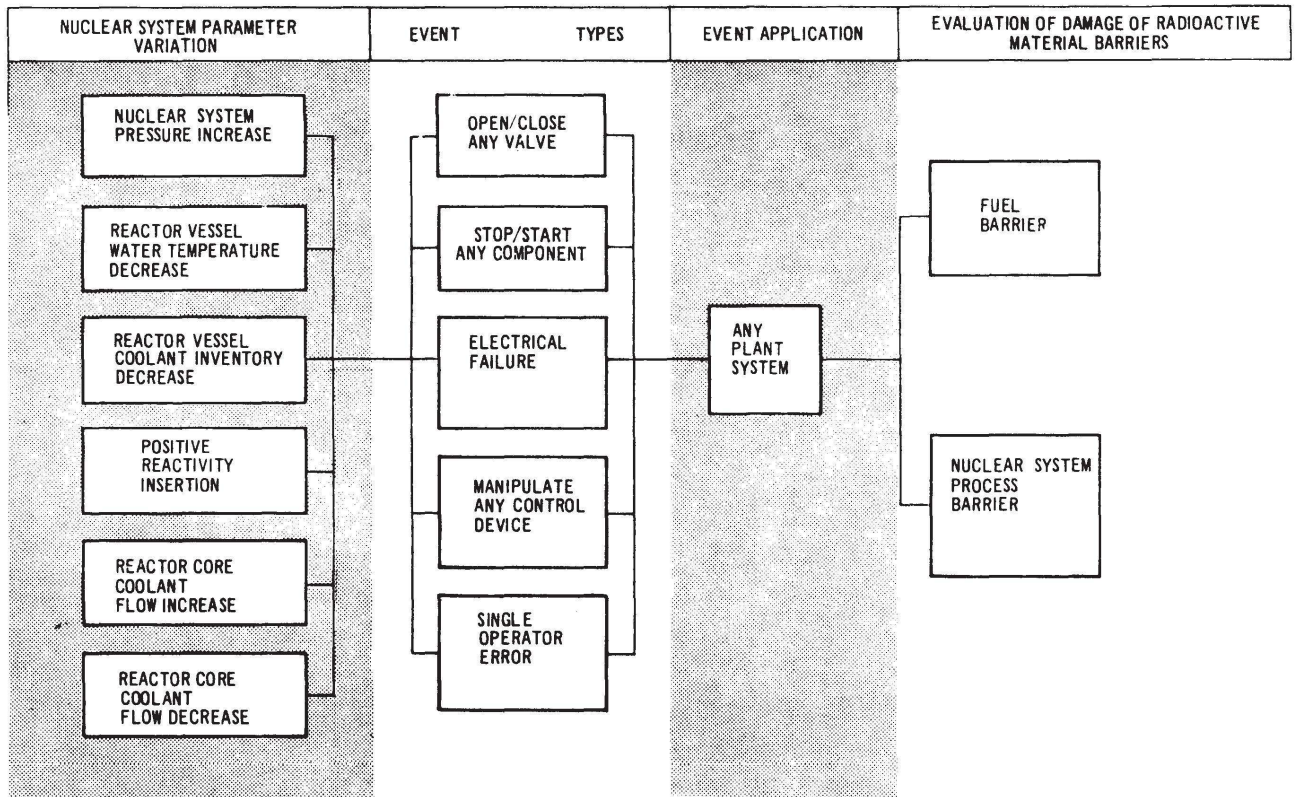 NUCLEAR SYSTEM PARAMETER
VARIATION
EVENT TYPES
EVENT APPLICATION
EVALUATION OF DAMAGE OF RADIOACTIVE
MATERIAL BARRIERS
NUCLEAR SYSTEM
PRESSURE INCREASE
REACTOR VESSEL
WATER TEMPERATURE
DECREASE
REACTOR VESSEL
COOLANT INVENTORY
DECREASE
POSITIVE
REACTIVITY
INSERTION
REACTOR CORE
COOLANT
FLOW INCREASE
REACTOR CORE
COOLANT
FLOW DECREASE
OPEN/CLOSE
ANY VALVE
STOP/START
ANY COMPONENT
ELECTRICAL
FAILURE
MANIPULATE
ANY CONTROL
DEVICE
SINGLE
OPERATOR
ERROR
ANY
PLANT
SYSTEM
FUEL
BARRIER
NUCLEAR SYSTEM
PROCESS
BARRIER